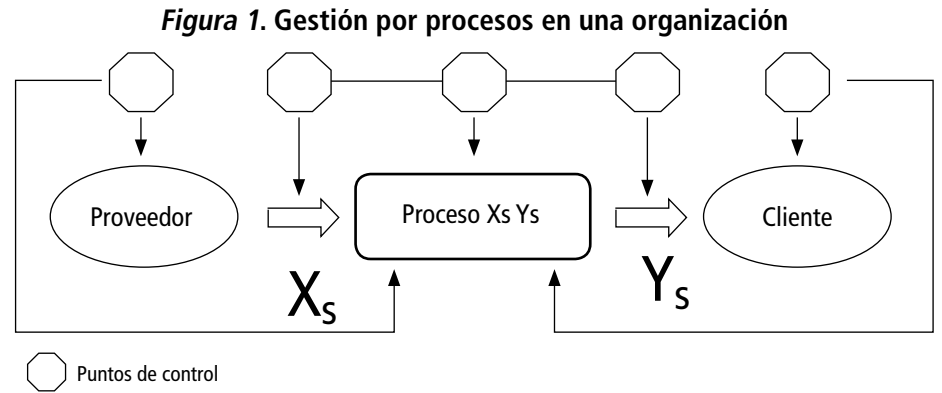 Figura 1. Gestión por procesos en una organización
Proveedor
Proceso Xs Ys
Cliente
Xs
Ys
Puntos de control